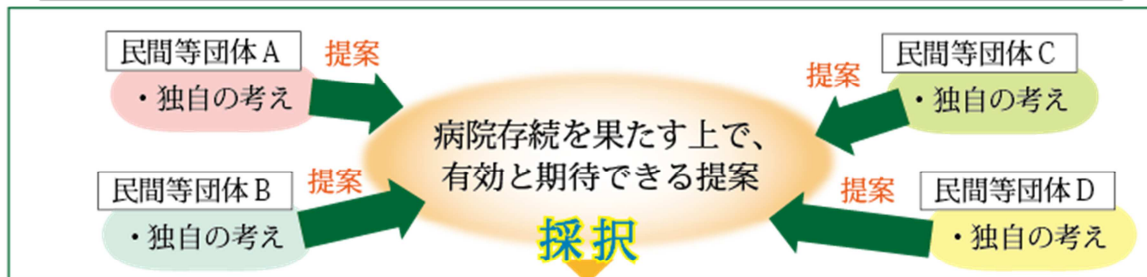 民間等団体A
・独自の考え
提案
民間等団体C
・独自の考え
提案
病院存続を果たす上で、
有効と期待できる提案
民間等団体B
・独自の考え
提案
民間等団体D
・独自の考え
提案
採択